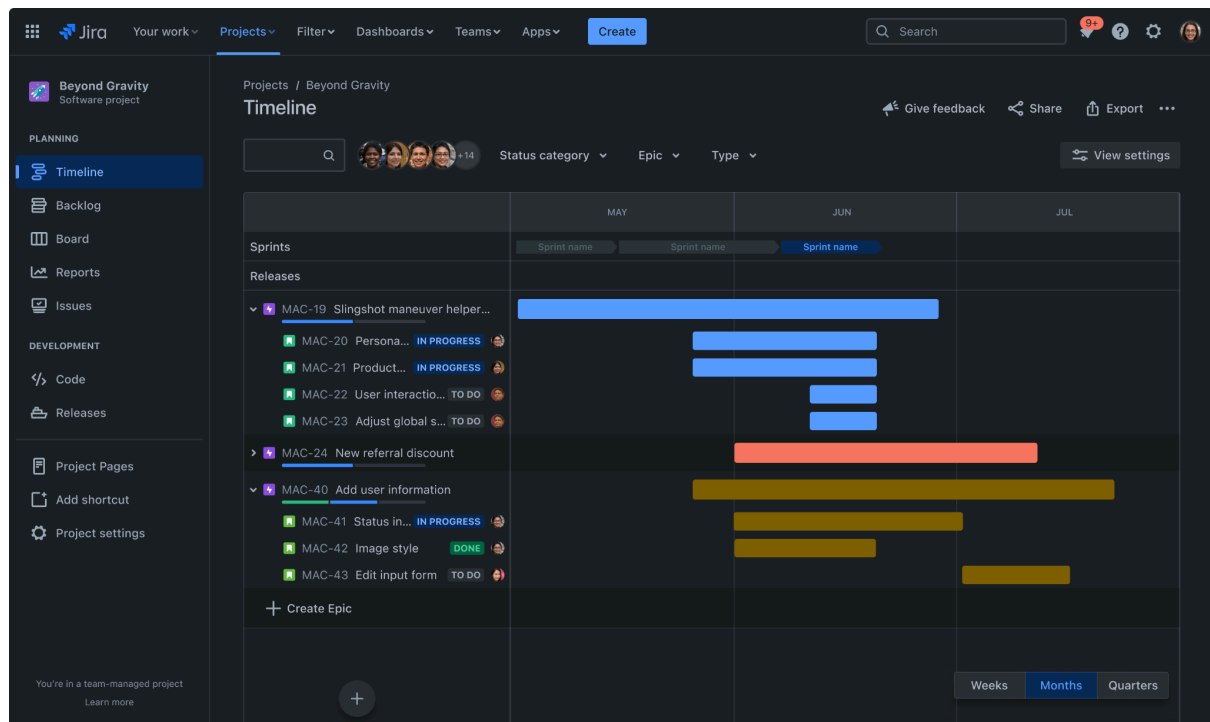 Jira Your work Projects Filter Dashboards Teams Apps Create Search 9+
Beyond Gravity
Software project
PLANNING
Timeline
Backlog
Board
Reports
Issues
DEVELOPMENT
Code
Releases
Project Pages
Add shortcut
Project settings
You're in a team-managed project
Learn more
Projects / Beyond Gravity
Timeline
Give feedback Share Export
+14 Status category Epic Type View settings
MAY JUN JUL
Sprints Sprint name Sprint name Sprint name
Releases
MAC-19 Slingshot maneuver helper...
MAC-20 Persona... IN PROGRESS
MAC-21 Product... IN PROGRESS
MAC-22 User interactio... TO DO
MAC-23 Adjust global s... TO DO
MAC-24 New referral discount
MAC-40 Add user information
MAC-41 Status in... IN PROGRESS
MAC-42 Image style DONE
MAC-43 Edit input form TO DO
Create Epic
Weeks Months Quarters